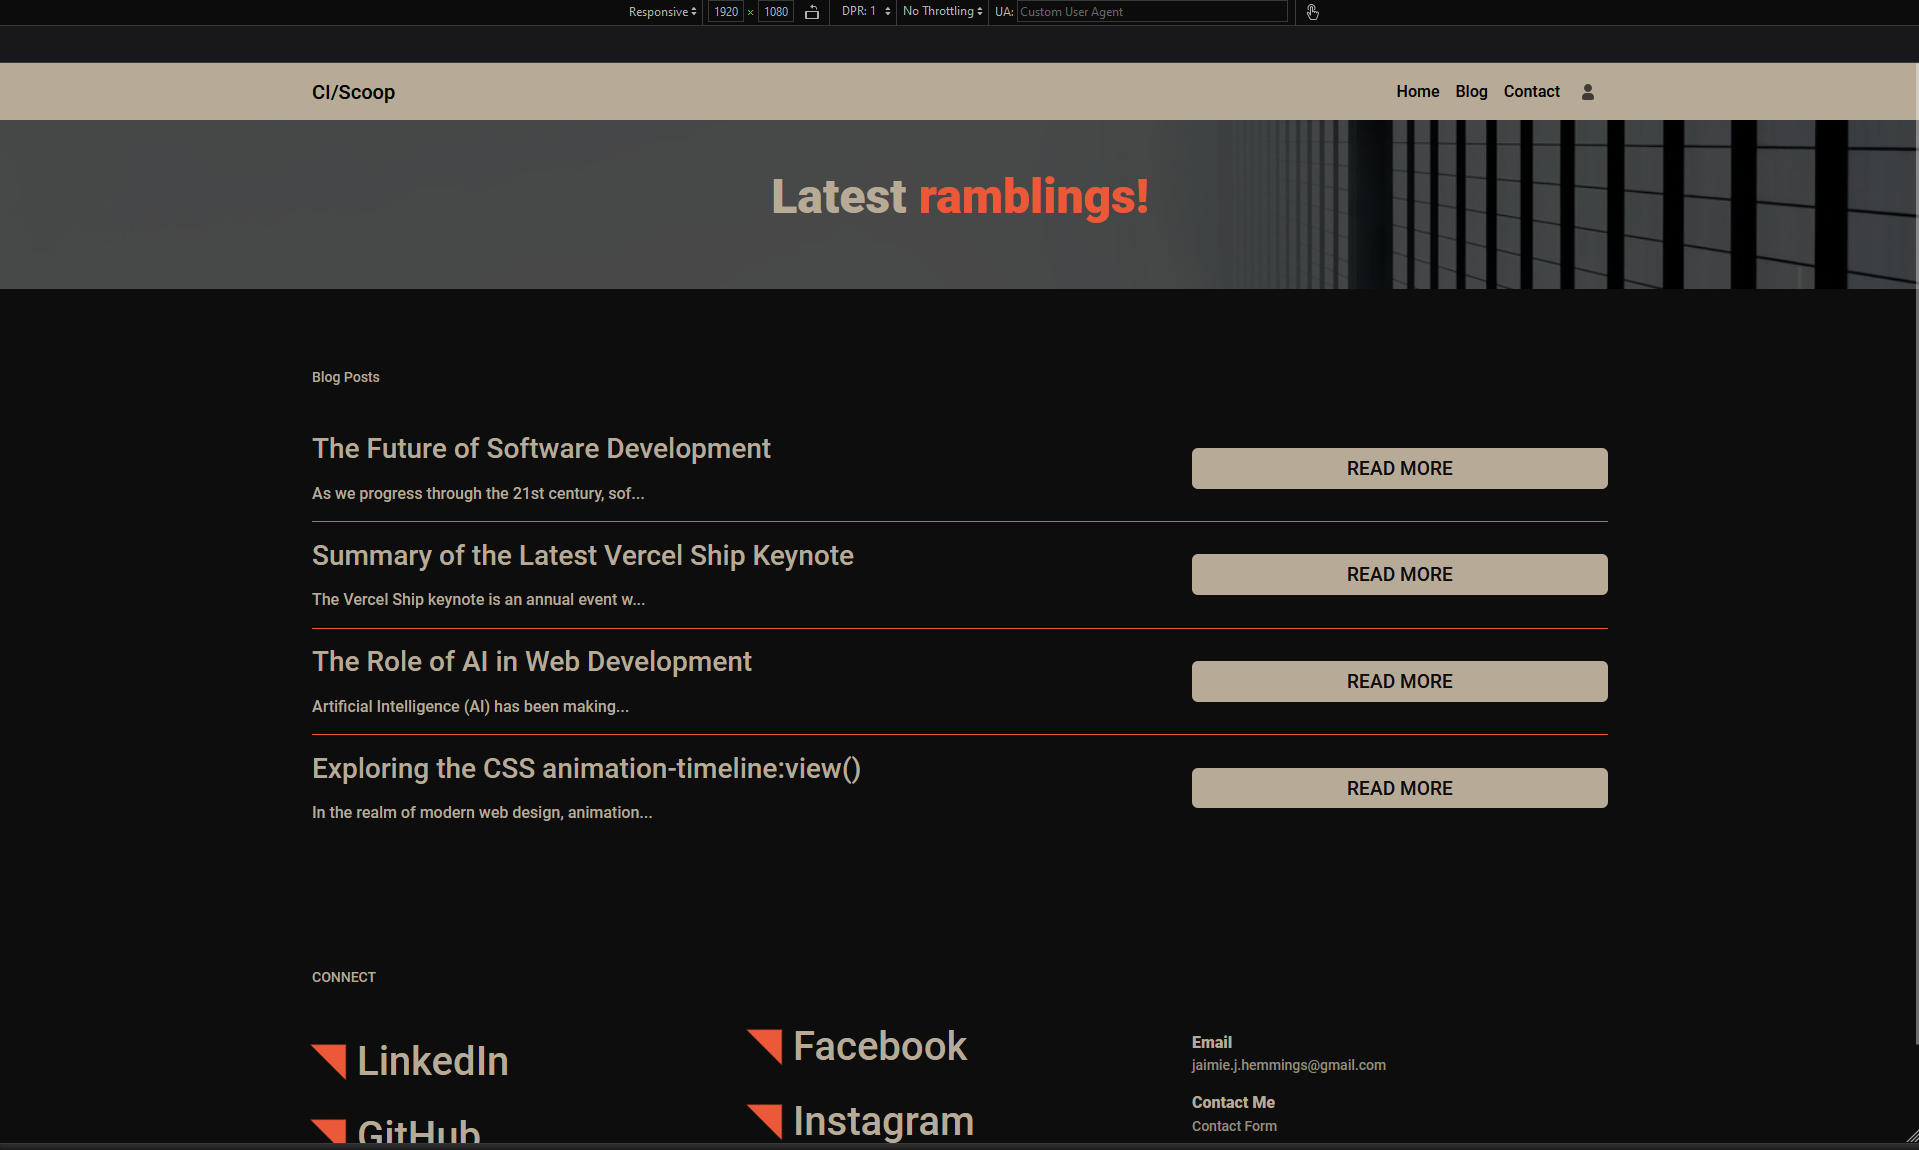 Responsive 1920 × 1080 DPR: 1 No Throttling UA: Custom User Agent
CI/Scoop Home Blog Contact
Latest ramblings!
Blog Posts
The Future of Software Development
As we progress through the 21st century, sof...
READ MORE
Summary of the Latest Vercel Ship Keynote
The Vercel Ship keynote is an annual event w...
READ MORE
The Role of AI in Web Development
Artificial Intelligence (AI) has been making...
READ MORE
Exploring the CSS animation-timeline:view()
In the realm of modern web design, animation...
READ MORE
CONNECT
LinkedIn
GitHub
Facebook
Instagram
Email
jaimie.j.hemmings@gmail.com
Contact Me
Contact Form